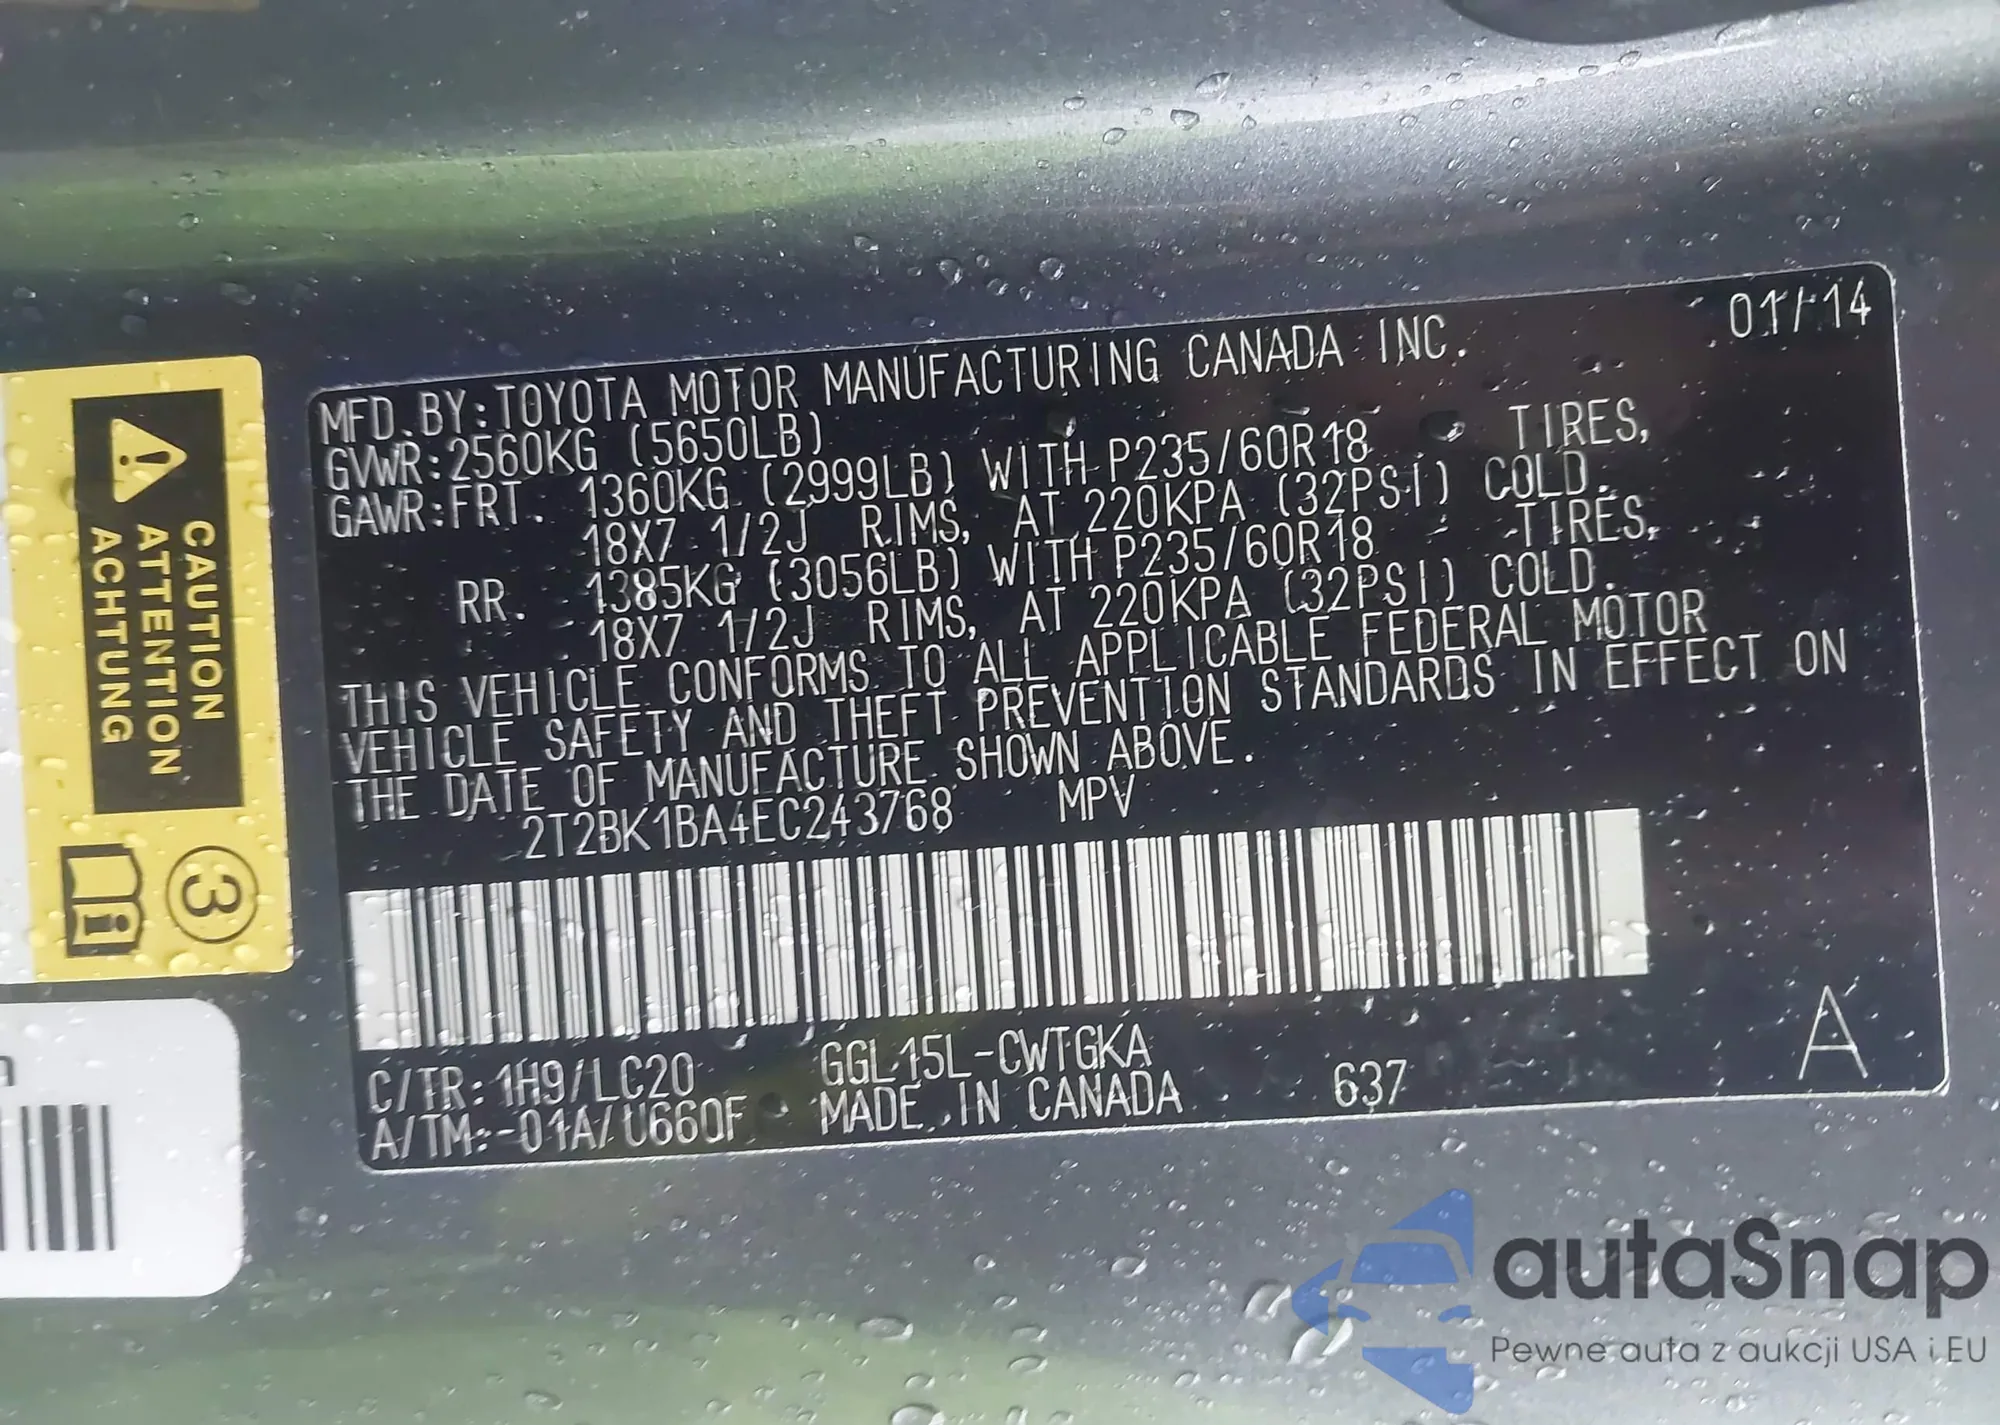 01/14
MFD.BY:TOYOTA MOTOR MANUFACTURING CANADA INC.
GVWR:2560KG (5650LB)
GAWR:FRT. 1360KG (2999LB) WITH P235/60R18 TIRES,
18X7 1/2J RIMS, AT 220KPA (32PSI) COLD.
RR. 1385KG (3056LB) WITH P235/60R18 TIRES,
18X7 1/2J RIMS, AT 220KPA (32PSI) COLD.
THIS VEHICLE CONFORMS TO ALL APPLICABLE FEDERAL MOTOR
VEHICLE SAFETY AND THEFT PREVENTION STANDARDS IN EFFECT ON
THE DATE OF MANUFACTURE SHOWN ABOVE.
2T2BK1BA4EC243768 MPV
C/TR:1H9/LC20 GGL15L-CWTGKA
A/TM:-01A/U660F MADE IN CANADA 637
A
CAUTION
ATTENTION
ACHTUNG
3
i
autaSnap
Pewne auta z aukcji USA i EU